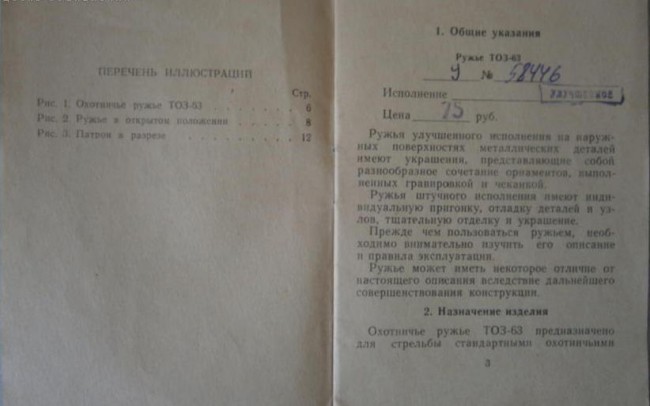 ПЕРЕЧЕНЬ ИЛЛЮСТРАЦИЙ
Стр.
Рис. 1. Охотничье ружье ТОЗ-63 . . . . . . 6
Рис. 2. Ружье в открытом положении . . . . . 8
Рис. 3. Патрон в разрезе . . . . . . . . 12
1. Общие указания
Ружье ТОЗ-63
У № 58446
Исполнение УЛУЧШЕННОЕ
Цена 75 руб.
Ружья улучшенного исполнения на наруж-
ных поверхностях металлических деталей
имеют украшения, представляющие собой
разнообразное сочетание орнаментов, выпол-
ненных гравировкой и чеканкой.
Ружья штучного исполнения имеют инди-
видуальную пригонку, отладку деталей и уз-
лов, тщательную отделку и украшение.
Прежде чем пользоваться ружьем, необ-
ходимо внимательно изучить его описание
и правила эксплуатации.
Ружье может иметь некоторое отличие от
настоящего описания вследствие дальнейшего
совершенствования конструкции.
2. Назначение изделия
Охотничье ружье ТОЗ-63 предназначено
для стрельбы стандартными охотничьими
3